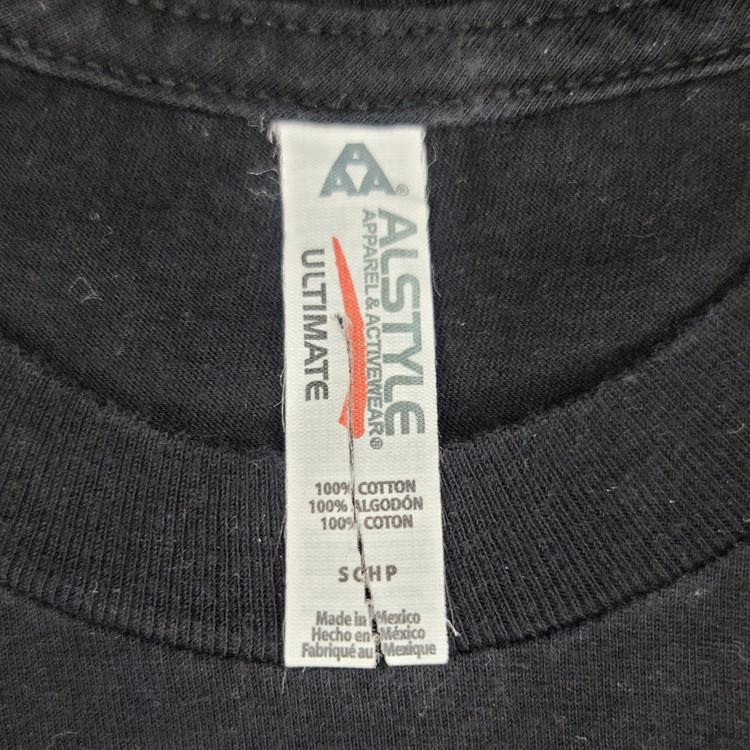 AAA®
ALSTYLE
APPAREL & ACTIVEWEAR®
ULTIMATE
100% COTTON
100% ALGODÓN
100% COTON
S CH P
Made in Mexico
Hecho en México
Fabriqué au Mexique